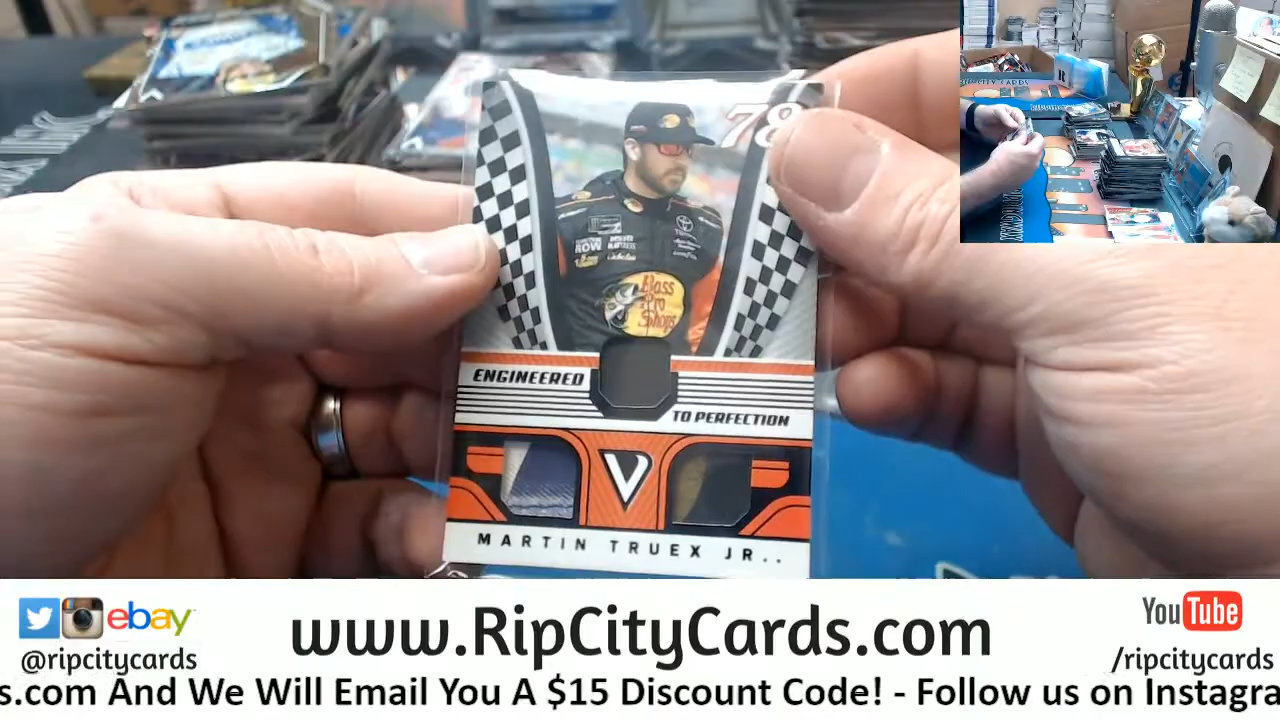 78
TOYOTA
Bass
Pro
Shops
ENGINEERED
TO PERFECTION
V
MARTIN TRUEX JR..
ebay
www.RipCityCards.com
YouTube
@ripcitycards
/ripcitycards
s.com And We Will Email You A $15 Discount Code! - Follow us on Instagra